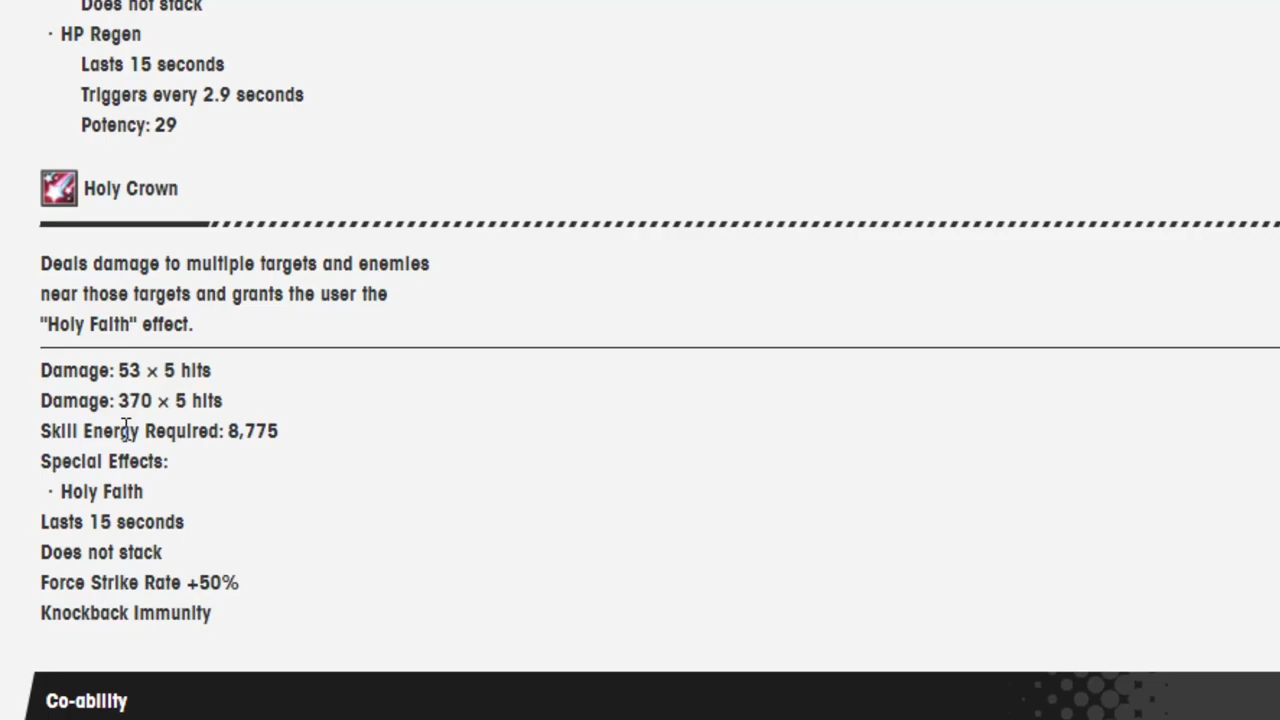 Does not stack
· HP Regen
Lasts 15 seconds
Triggers every 2.9 seconds
Potency: 29
Holy Crown
Deals damage to multiple targets and enemies
near those targets and grants the user the
"Holy Faith" effect.
Damage: 53 × 5 hits
Damage: 370 × 5 hits
Skill Energy Required: 8,775
Special Effects:
· Holy Faith
Lasts 15 seconds
Does not stack
Force Strike Rate +50%
Knockback Immunity
Co-ability